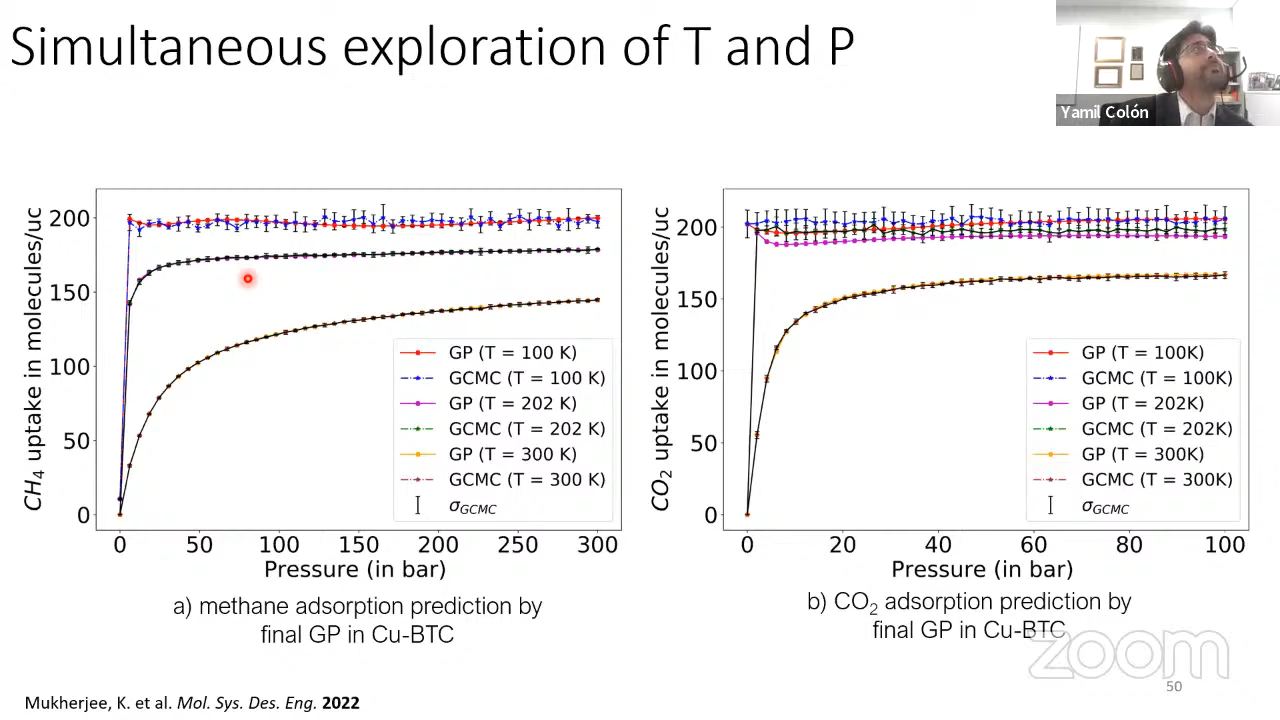 Simultaneous exploration of T and P
Yamil Colón
CH4 uptake in molecules/uc
200
150
100
50
0
0 50 100 150 200 250 300
Pressure (in bar)
GP (T = 100 K)
GCMC (T = 100 K)
GP (T = 202 K)
GCMC (T = 202 K)
GP (T = 300 K)
GCMC (T = 300 K)
σGCMC
a) methane adsorption prediction by
final GP in Cu-BTC
CO2 uptake in molecules/uc
200
150
100
50
0
0 20 40 60 80 100
Pressure (in bar)
GP (T = 100K)
GCMC (T = 100K)
GP (T = 202K)
GCMC (T = 202K)
GP (T = 300K)
GCMC (T = 300K)
σGCMC
b) CO2 adsorption prediction by
final GP in Cu-BTC
zoom
50
Mukherjee, K. et al. Mol. Sys. Des. Eng. 2022